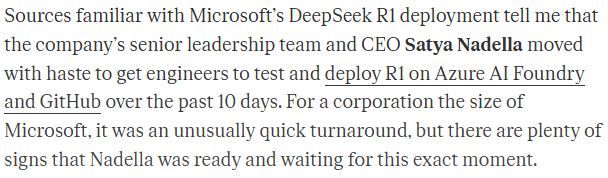 Sources familiar with Microsoft’s DeepSeek R1 deployment tell me that
the company’s senior leadership team and CEO Satya Nadella moved
with haste to get engineers to test and deploy R1 on Azure AI Foundry
and GitHub over the past 10 days. For a corporation the size of
Microsoft, it was an unusually quick turnaround, but there are plenty of
signs that Nadella was ready and waiting for this exact moment.